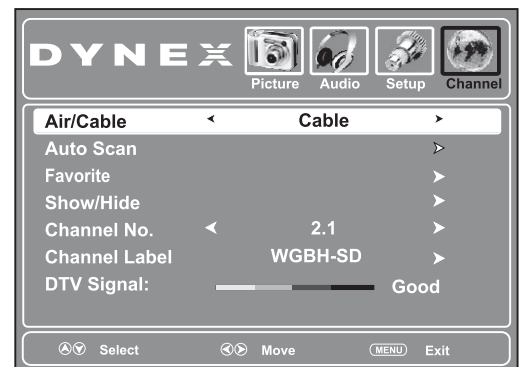 DYNEX
Picture Audio Setup Channel
Air/Cable Cable
Auto Scan
Favorite
Show/Hide
Channel No. 2.1
Channel Label WGBH-SD
DTV Signal: Good
Select Move MENU Exit